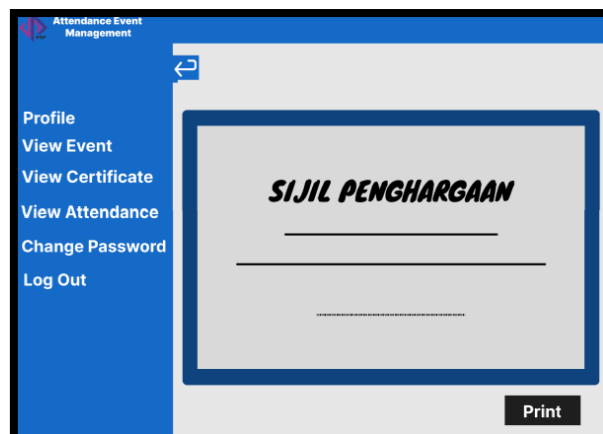 Attendance Event
Management
Profile
View Event
View Certificate
View Attendance
Change Password
Log Out
SIJIL PENGHARGAAN
Print